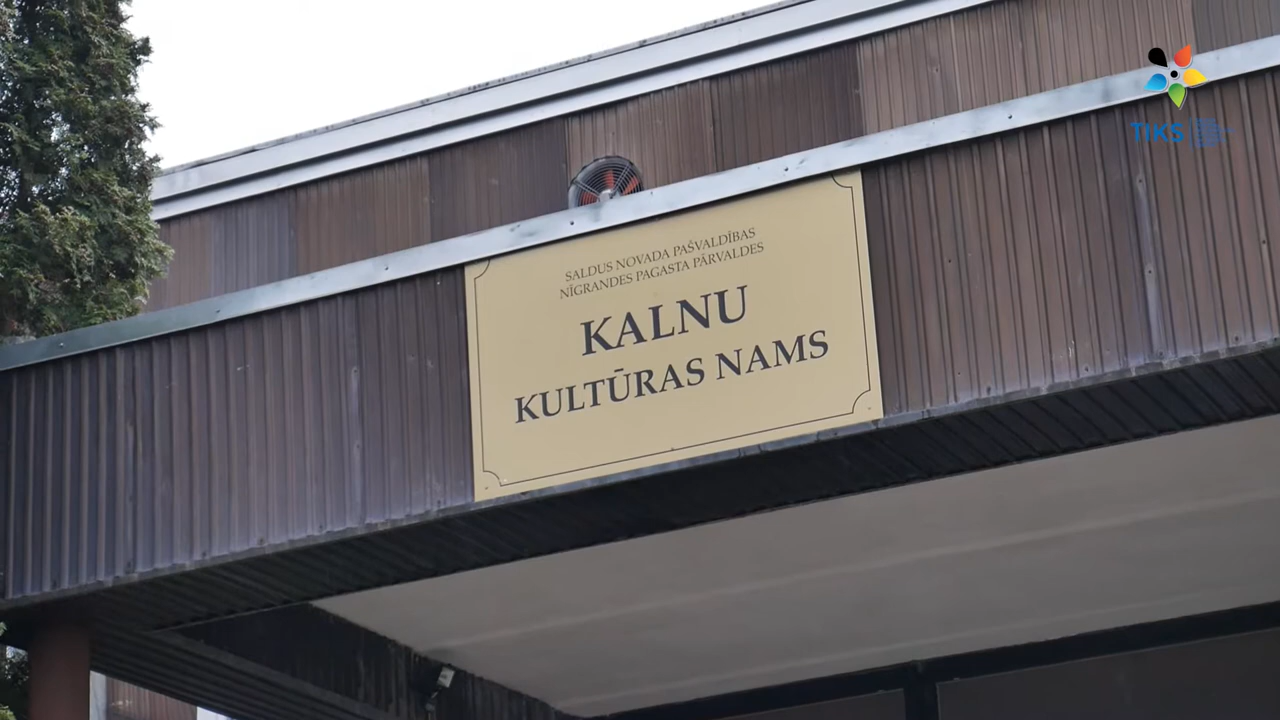 SALDUS NOVADA PAŠVALDĪBAS
NĪGRANDES PAGASTA PĀRVALDES
KALNU
KULTŪRAS NAMS
TIKS